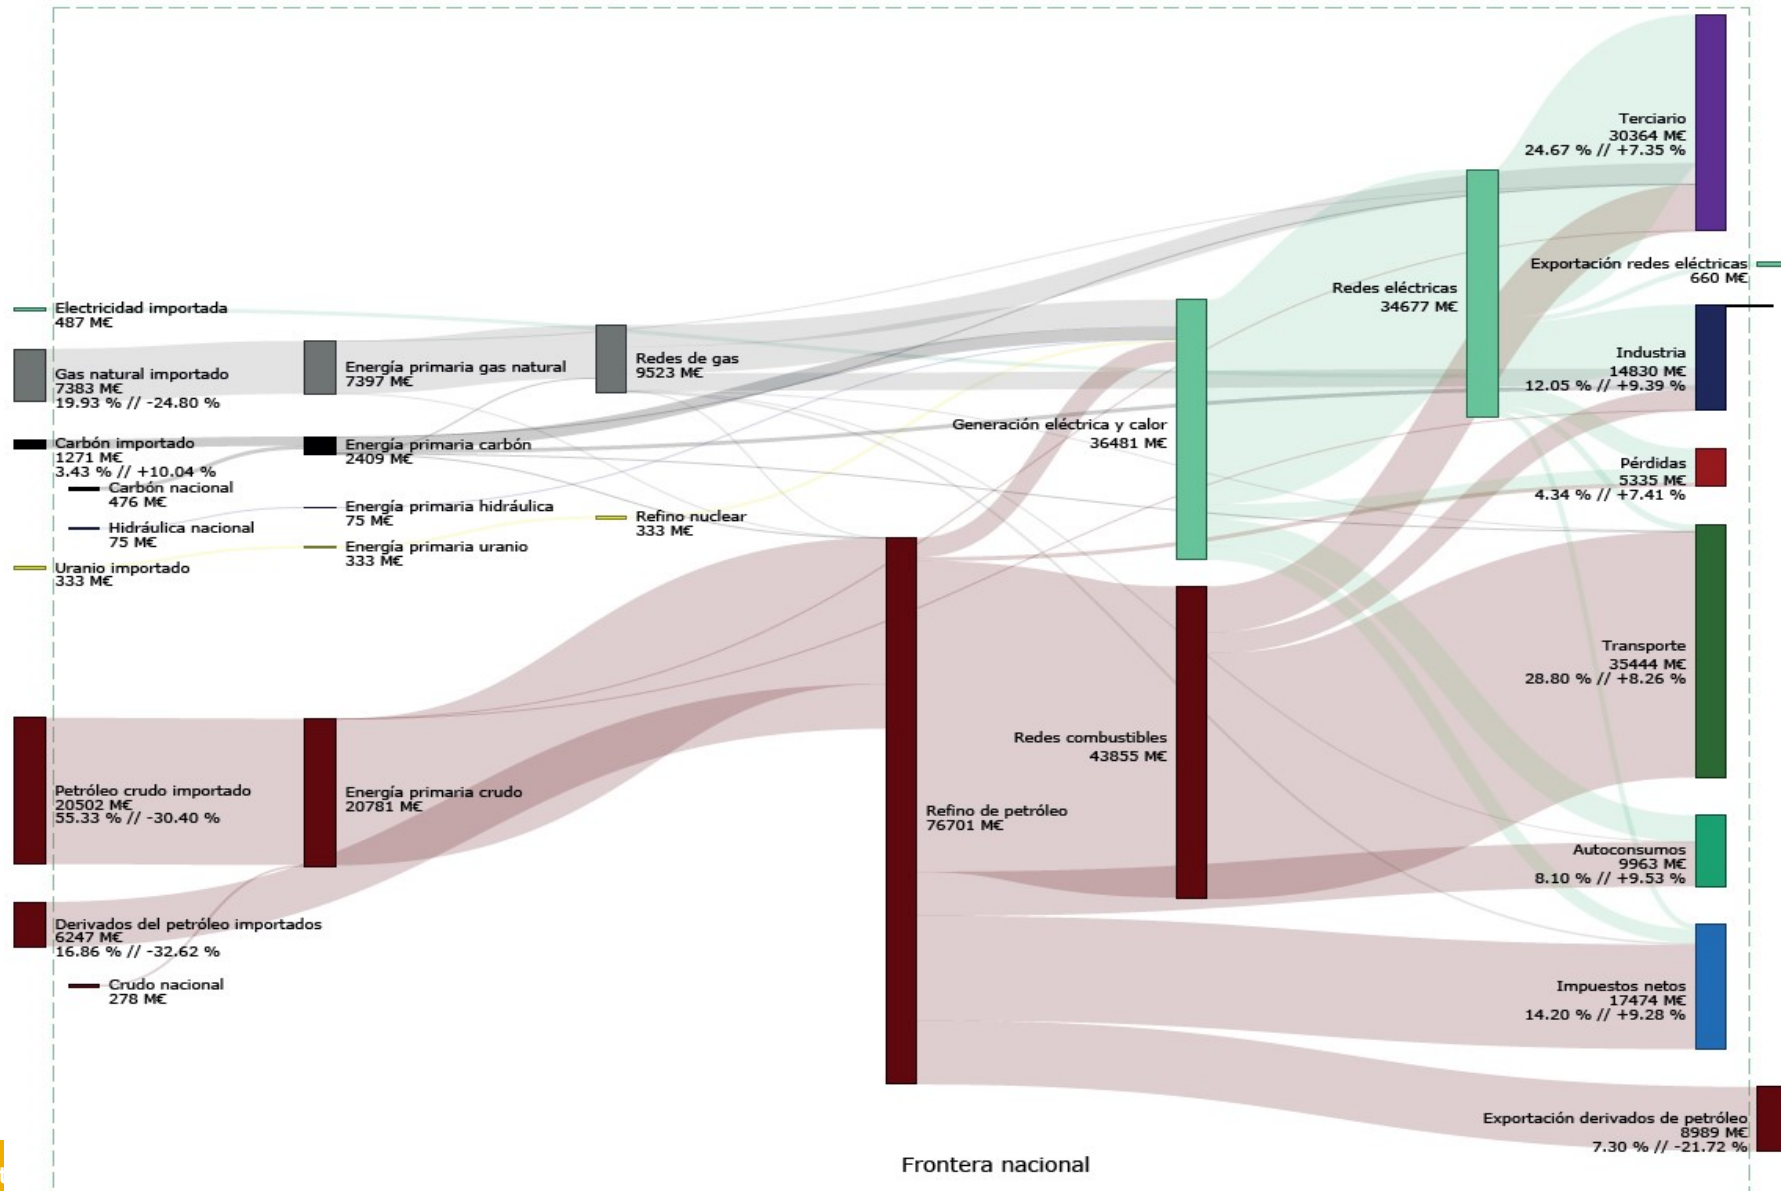 Terciario
30364 M€
24.67 % // +7.35 %
Exportación redes eléctricas
660 M€
Redes eléctricas
34677 M€
Electricidad importada
487 M€
Gas natural importado
7383 M€
19.93 % // -24.80 %
Energía primaria gas natural
7397 M€
Redes de gas
9523 M€
Industria
14830 M€
12.05 % // +9.39 %
Generación eléctrica y calor
36481 M€
Carbón importado
1271 M€
3.43 % // +10.04 %
Energía primaria carbón
2409 M€
Carbón nacional
476 M€
Pérdidas
5335 M€
4.34 % // +7.41 %
Energía primaria hidráulica
75 M€
Hidráulica nacional
75 M€
Refino nuclear
333 M€
Energía primaria uranio
333 M€
Uranio importado
333 M€
Transporte
35444 M€
28.80 % // +8.26 %
Redes combustibles
43855 M€
Petróleo crudo importado
20502 M€
55.33 % // -30.40 %
Energía primaria crudo
20781 M€
Refino de petróleo
76701 M€
Autoconsumos
9963 M€
8.10 % // +9.53 %
Derivados del petróleo importados
6247 M€
16.86 % // -32.62 %
Crudo nacional
278 M€
Impuestos netos
17474 M€
14.20 % // +9.28 %
Exportación derivados de petróleo
8989 M€
7.30 % // -21.72 %
Frontera nacional